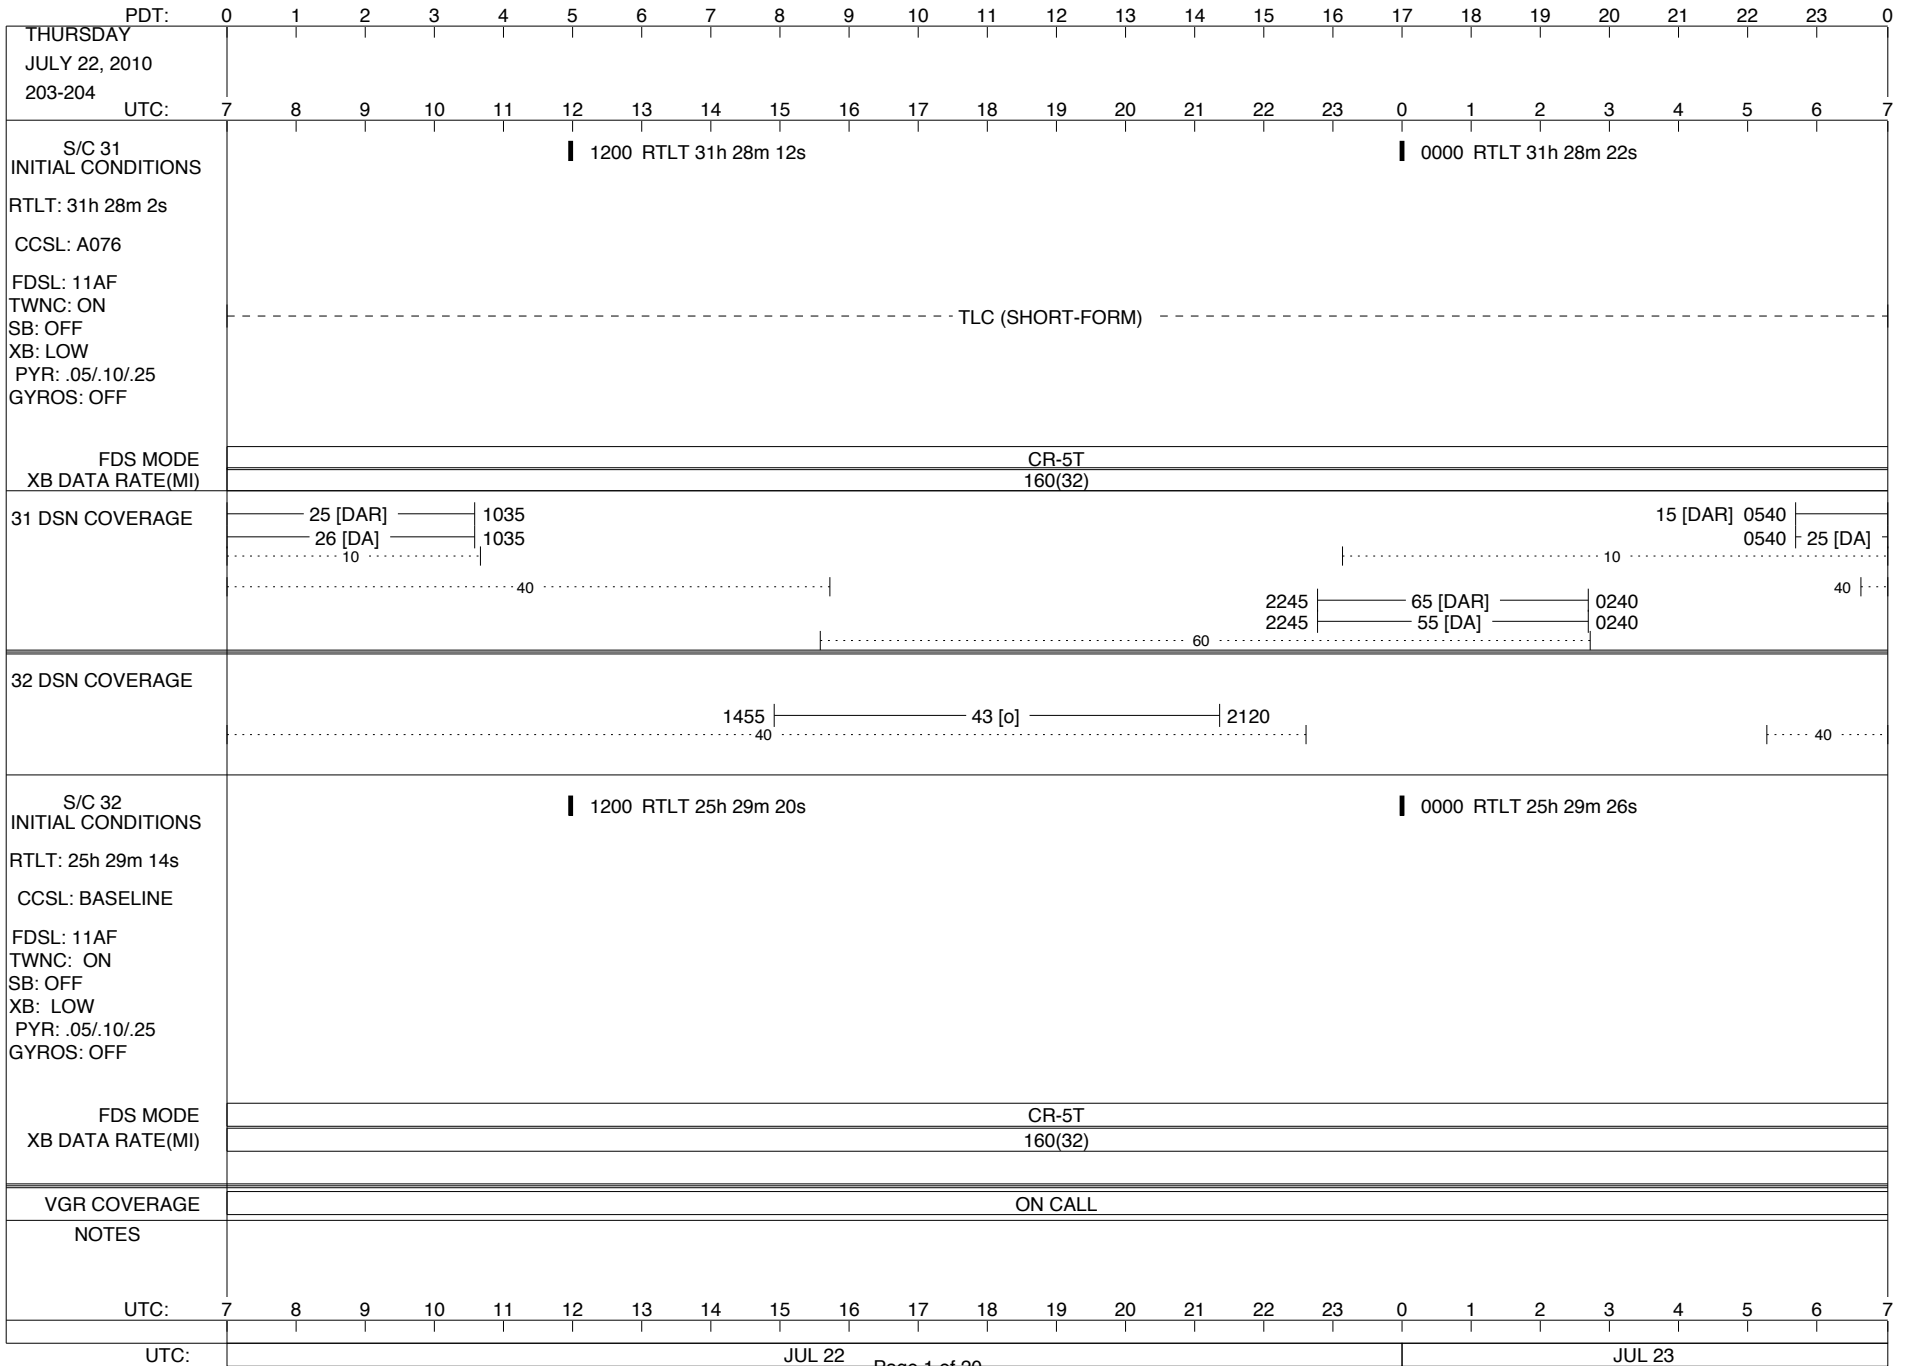 PDT: 0 1 2 3 4 5 6 7 8 9 10 11 12 13 14 15 16 17 18 19 20 21 22 23 0
THURSDAY
JULY 22, 2010
203-204
UTC: 7 8 9 10 11 12 13 14 15 16 17 18 19 20 21 22 23 0 1 2 3 4 5 6 7
S/C 31
INITIAL CONDITIONS
1200 RTLT 31h 28m 12s
0000 RTLT 31h 28m 22s
RTLT: 31h 28m 2s
CCSL: A076
FDSL: 11AF
TWNC: ON
SB: OFF
XB: LOW
PYR: .05/.10/.25
GYROS: OFF
TLC (SHORT-FORM)
FDS MODE CR-5T
XB DATA RATE(MI) 160(32)
31 DSN COVERAGE
25 [DAR] 1035
15 [DAR] 0540
26 [DA] 1035
0540 25 [DA]
10
10
40
40
2245 65 [DAR] 0240
2245 55 [DA] 0240
60
32 DSN COVERAGE
1455 43 [o] 2120
40
40
S/C 32
INITIAL CONDITIONS
1200 RTLT 25h 29m 20s
0000 RTLT 25h 29m 26s
RTLT: 25h 29m 14s
CCSL: BASELINE
FDSL: 11AF
TWNC: ON
SB: OFF
XB: LOW
PYR: .05/.10/.25
GYROS: OFF
FDS MODE CR-5T
XB DATA RATE(MI) 160(32)
VGR COVERAGE ON CALL
NOTES
UTC: 7 8 9 10 11 12 13 14 15 16 17 18 19 20 21 22 23 0 1 2 3 4 5 6 7
UTC: JUL 22 JUL 23
Page 1 of 20